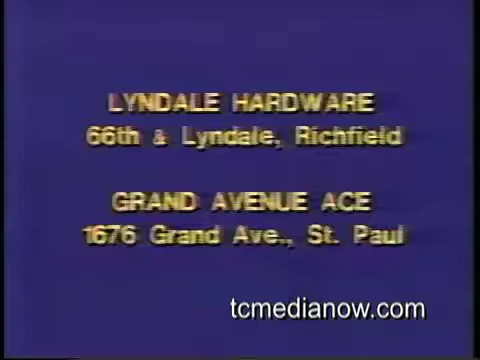 LYNDALE HARDWARE
66th & Lyndale, Richfield
GRAND AVENUE ACE
1676 Grand Ave., St. Paul
tcmedianow.com